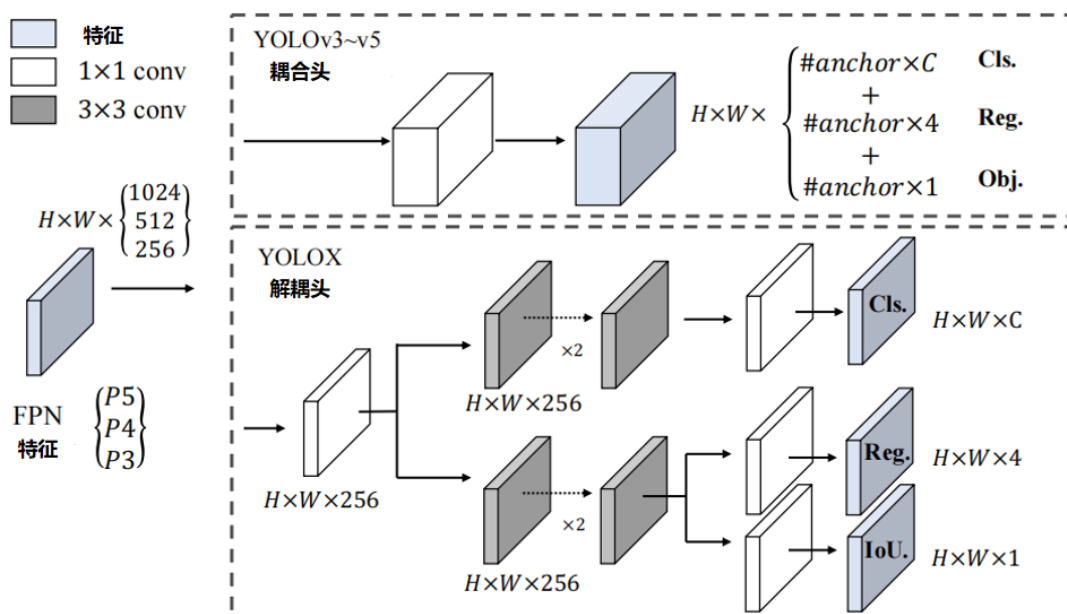 特征
1×1 conv
3×3 conv
H×W×{1024
512
256}
FPN
特征
{P5
P4
P3}
YOLOv3~v5
耦合头
H×W×
#anchor×C Cls.
+
#anchor×4 Reg.
+
#anchor×1 Obj.
YOLOX
解耦头
H×W×256
×2
H×W×256
Cls.
H×W×C
×2
H×W×256
Reg.
H×W×4
IoU.
H×W×1